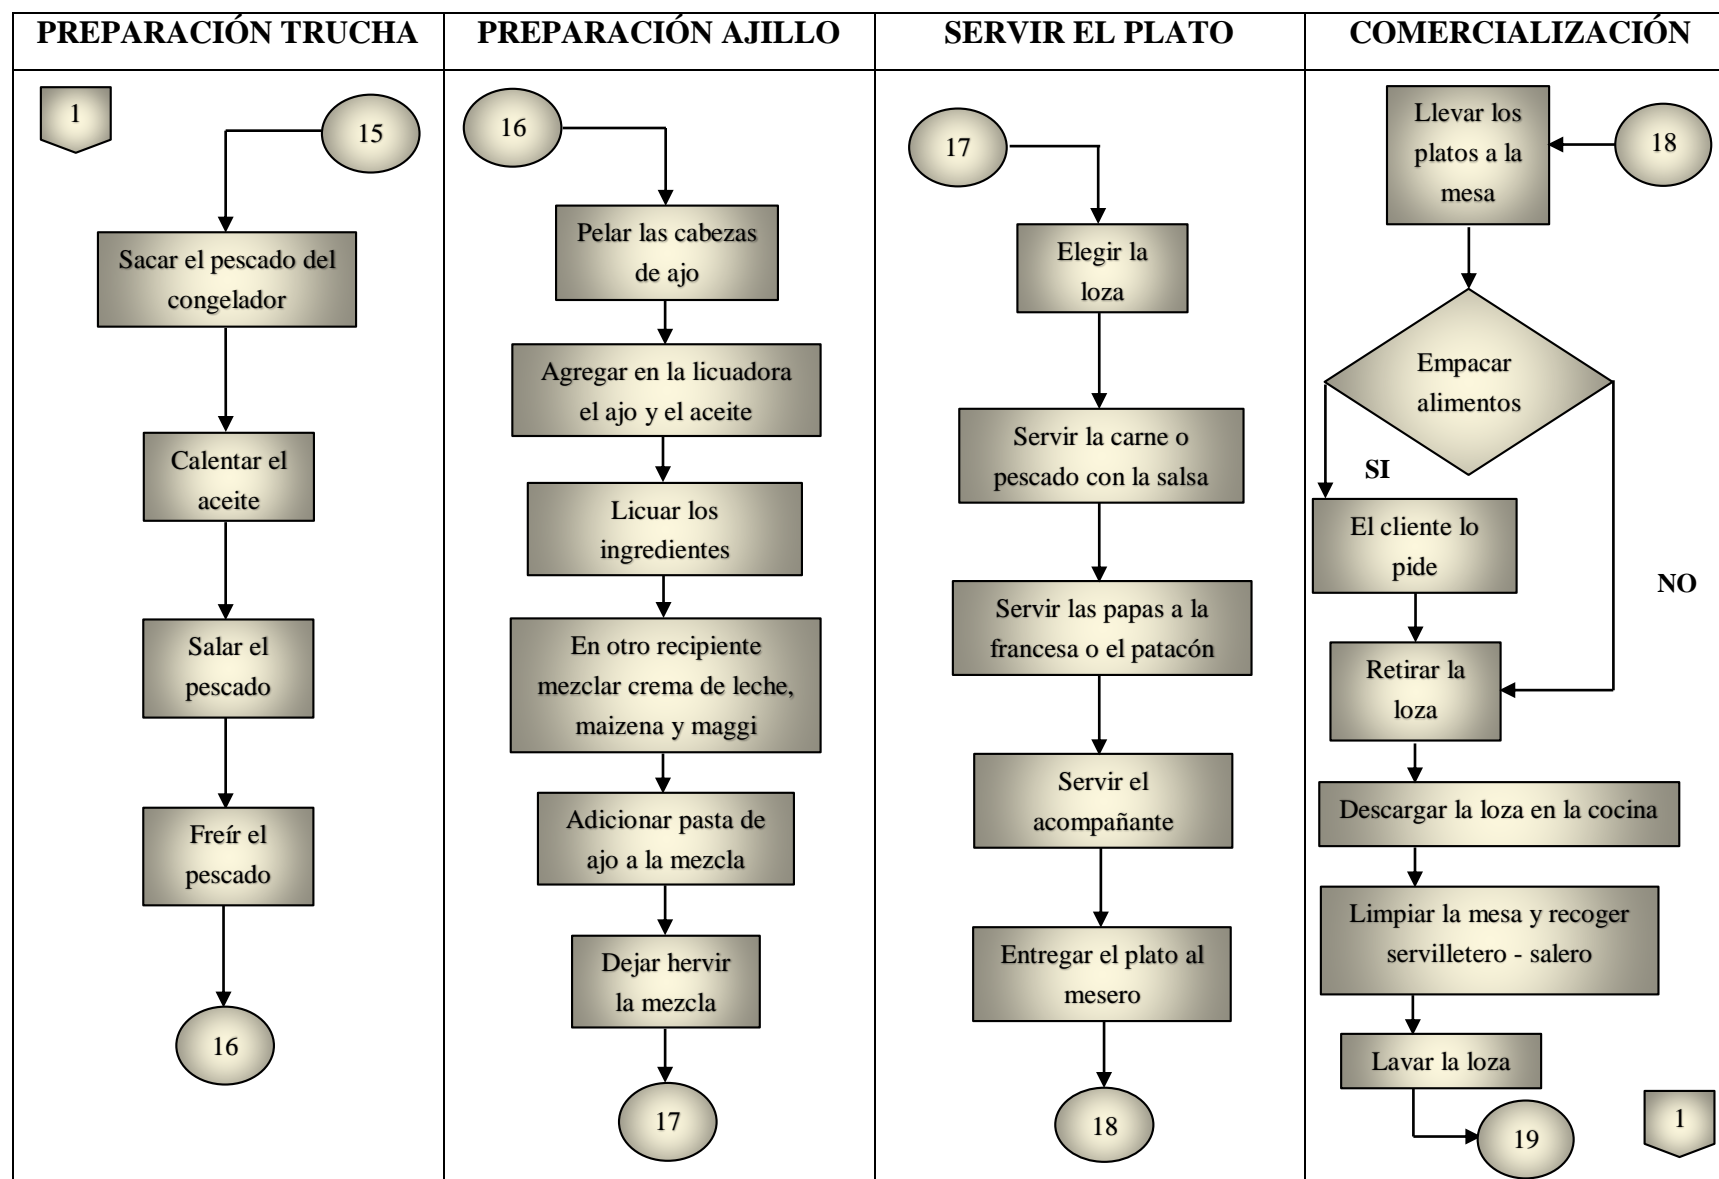 PREPARACIÓN TRUCHA
1
15
Sacar el pescado del
congelador
Calentar el
aceite
Salar el
pescado
Freír el
pescado
16
PREPARACIÓN AJILLO
16
Pelar las cabezas
de ajo
Agregar en la licuadora
el ajo y el aceite
Licuar los
ingredientes
En otro recipiente
mezclar crema de leche,
maizena y maggi
Adicionar pasta de
ajo a la mezcla
Dejar hervir
la mezcla
17
SERVIR EL PLATO
17
Elegir la
loza
Servir la carne o
pescado con la salsa
Servir las papas a la
francesa o el patacón
Servir el
acompañante
Entregar el plato al
mesero
18
COMERCIALIZACIÓN
Llevar los
platos a la
mesa
18
Empacar
alimentos
SI
El cliente lo
pide
NO
Retirar la
loza
Descargar la loza en la cocina
Limpiar la mesa y recoger
servilletero - salero
Lavar la loza
19
1